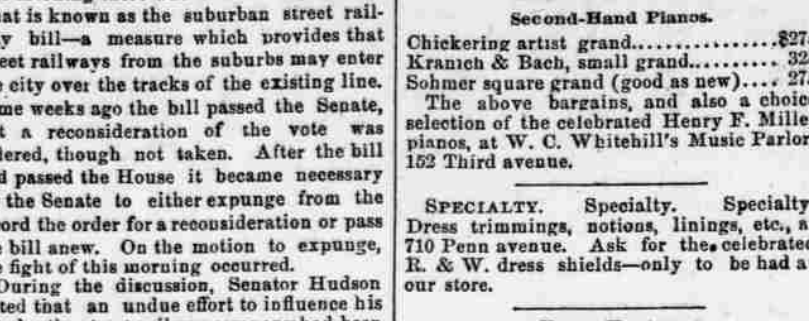 at is known as the suburban street rail-
y bill—a measure which provides that
eet railways from the suburbs may enter
e city over the tracks of the existing line.
me weeks ago the bill passed the Senate,
t a reconsideration of the vote was
dered, though not taken. After the bill
d passed the House it became necessary
the Senate to either expunge from the
ord the order for a reconsideration or pass
e bill anew. On the motion to expunge,
e fight of this morning occurred.
During the discussion, Senator Hudson
ted that an undue effort to influence his
Second-Hand Pianos.
Chickering artist grand................$27
Kranich & Bach, small grand.......... 32
Sohmer square grand (good as new).... 27
The above bargains, and also a choi
selection of the celebrated Henry F. Mille
pianos, at W. C. Whitehill's Music Parlor
152 Third avenue.
SPECIALTY. Specialty. Specialty
Dress trimmings, notions, linings, etc., a
710 Penn avenue. Ask for the celebrated
R. & W. dress shields—only to be had a
our store.